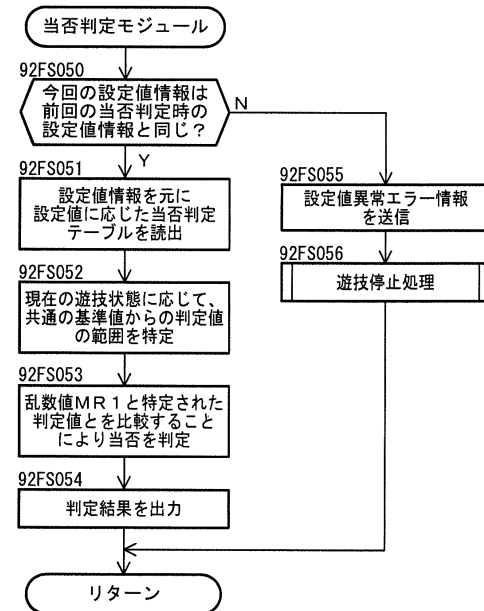 当否判定モジュール
92FS050
今回の設定値情報は
前回の当否判定時の
設定値情報と同じ？
N
Y
92FS051
設定値情報を元に
設定値に応じた当否判定
テーブルを読出
92FS052
現在の遊技状態に応じて、
共通の基準値からの判定値
の範囲を特定
92FS053
乱数値MR1と特定された
判定値とを比較すること
により当否を判定
92FS054
判定結果を出力
92FS055
設定値異常エラー情報
を送信
92FS056
遊技停止処理
リターン